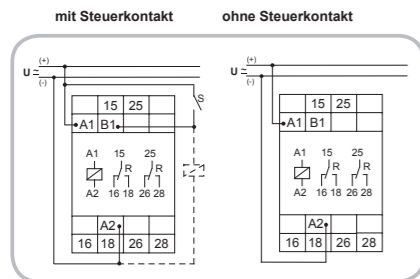 mit Steuerkontakt ohne Steuerkontakt
(+) (+)
U U
(-) (-)
S
15 25 15 25
A1 B1 A1 B1
A1 15 25 A1 15 25
R R R R
A2 16 18 26 28 A2 16 18 26 28
A2 A2
16 18 26 28 16 18 26 28